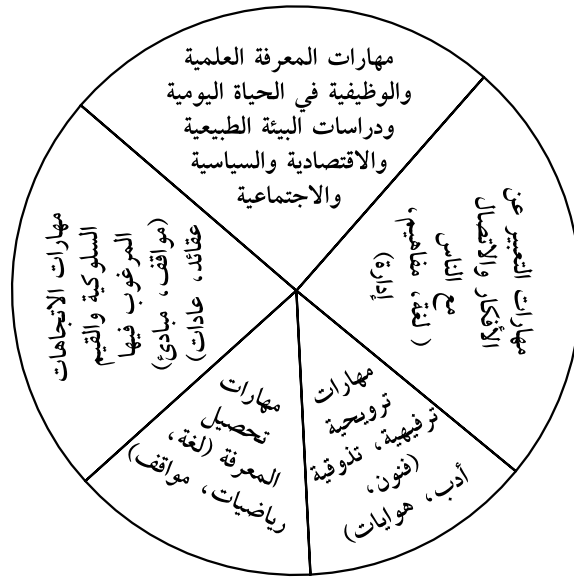 مهارات المعرفة العلمية
والوظيفية في الحياة اليومية
ودراسات البيئة الطبيعية
والاقتصادية والسياسية
والاجتماعية
مهارات التعبير عن
الأفكار والاتصال
مع الناس
( لغة، مفاهيم،
إدارة)
مهارات
ترويحية
ترفيهية، تذوقية
(فنون،
أدب، هوايات)
مهارات
تحصيل
المعرفة (لغة،
رياضيات، مواقف)
مهارات الاتجاهات
السلوكية والقيم
المرغوب فيها
(مواقف، مبادئ)
عقائد، عادات)